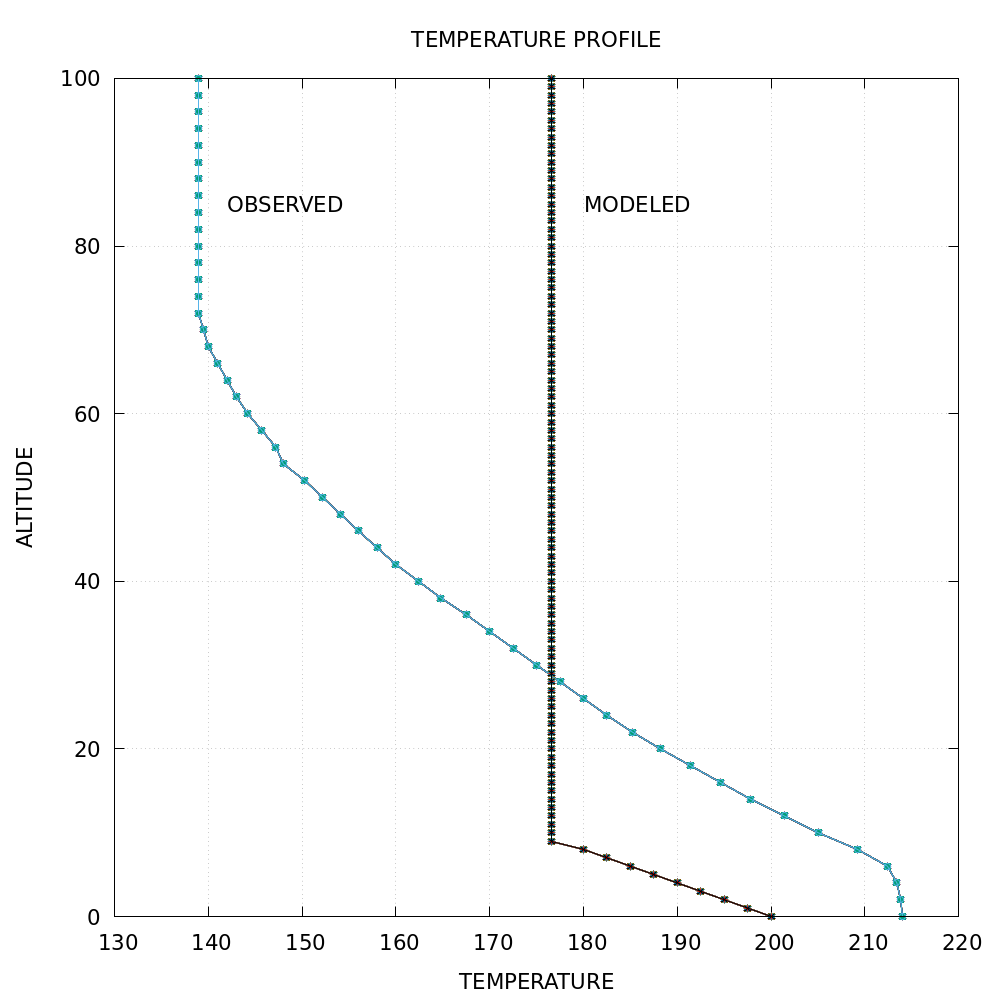 TEMPERATURE PROFILE
100
80
60
40
20
0
ALTITUDE
OBSERVED
MODELED
130 140 150 160 170 180 190 200 210 220
TEMPERATURE